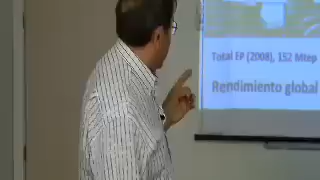 Total EP (2008), 152 Mtep
Rendimiento global